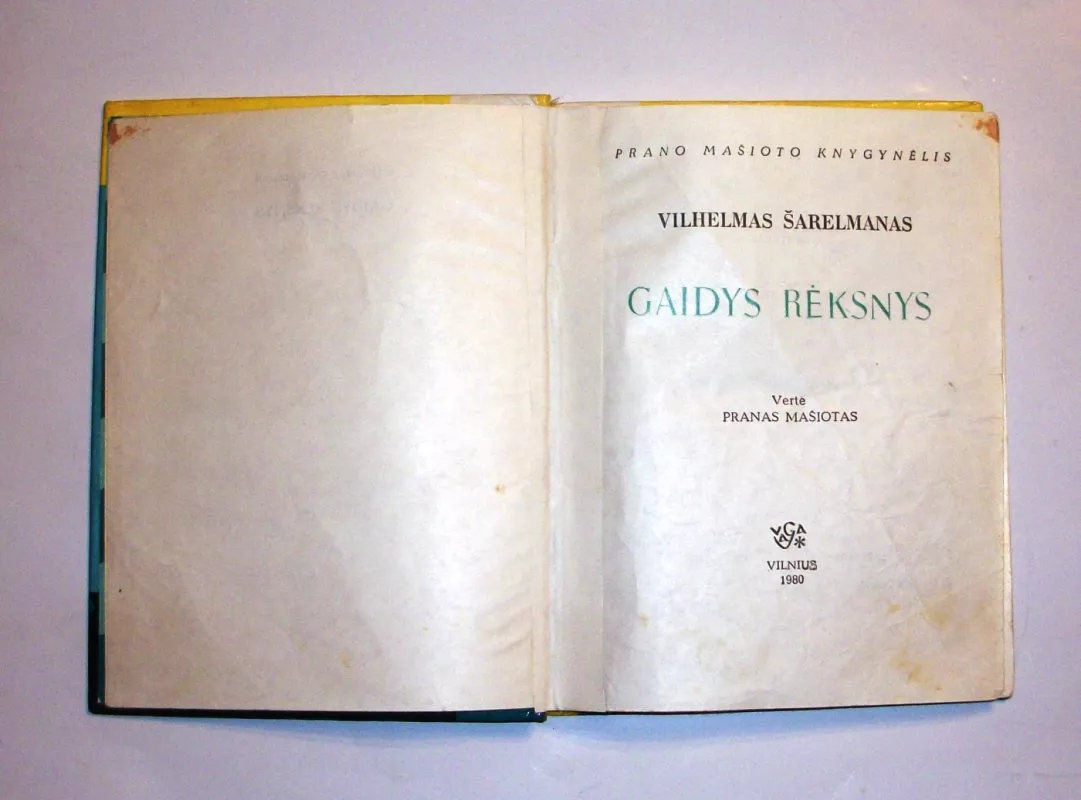 PRANO MAŠIOTO KNYGYNĖLIS
VILHELMAS ŠARELMANAS
GAIDYS RĖKSNYS
Vertė
PRANAS MAŠIOTAS
VAGA
VILNIUS
1980